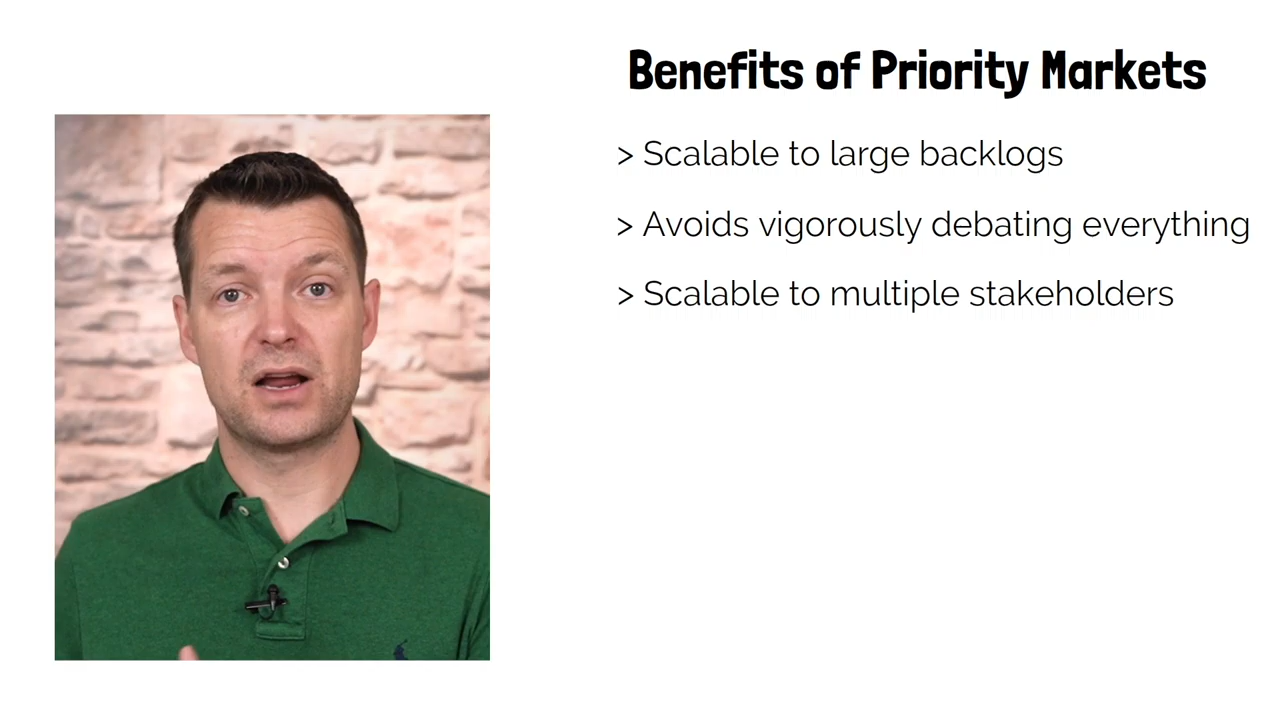 Benefits of Priority Markets
> Scalable to large backlogs
> Avoids vigorously debating everything
> Scalable to multiple stakeholders